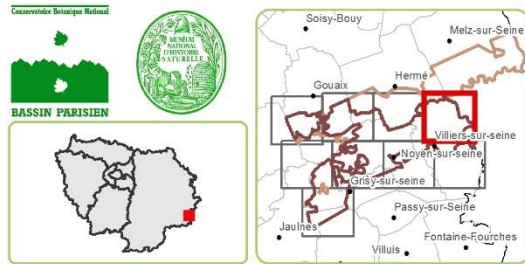 Conservatoire Botanique National
BASSIN PARISIEN
MUSÉUM
NATIONAL
D'HISTOIRE
NATURELLE
Soisy-Bouy
Melz-sur-Seine
Gouaix
Hermé
Villiers-sur-seine
Noyen-sur-seine
Grisy-sur-seine
Passy-sur-Seine
Jaulnes
Villuis
Fontaine-Fourches